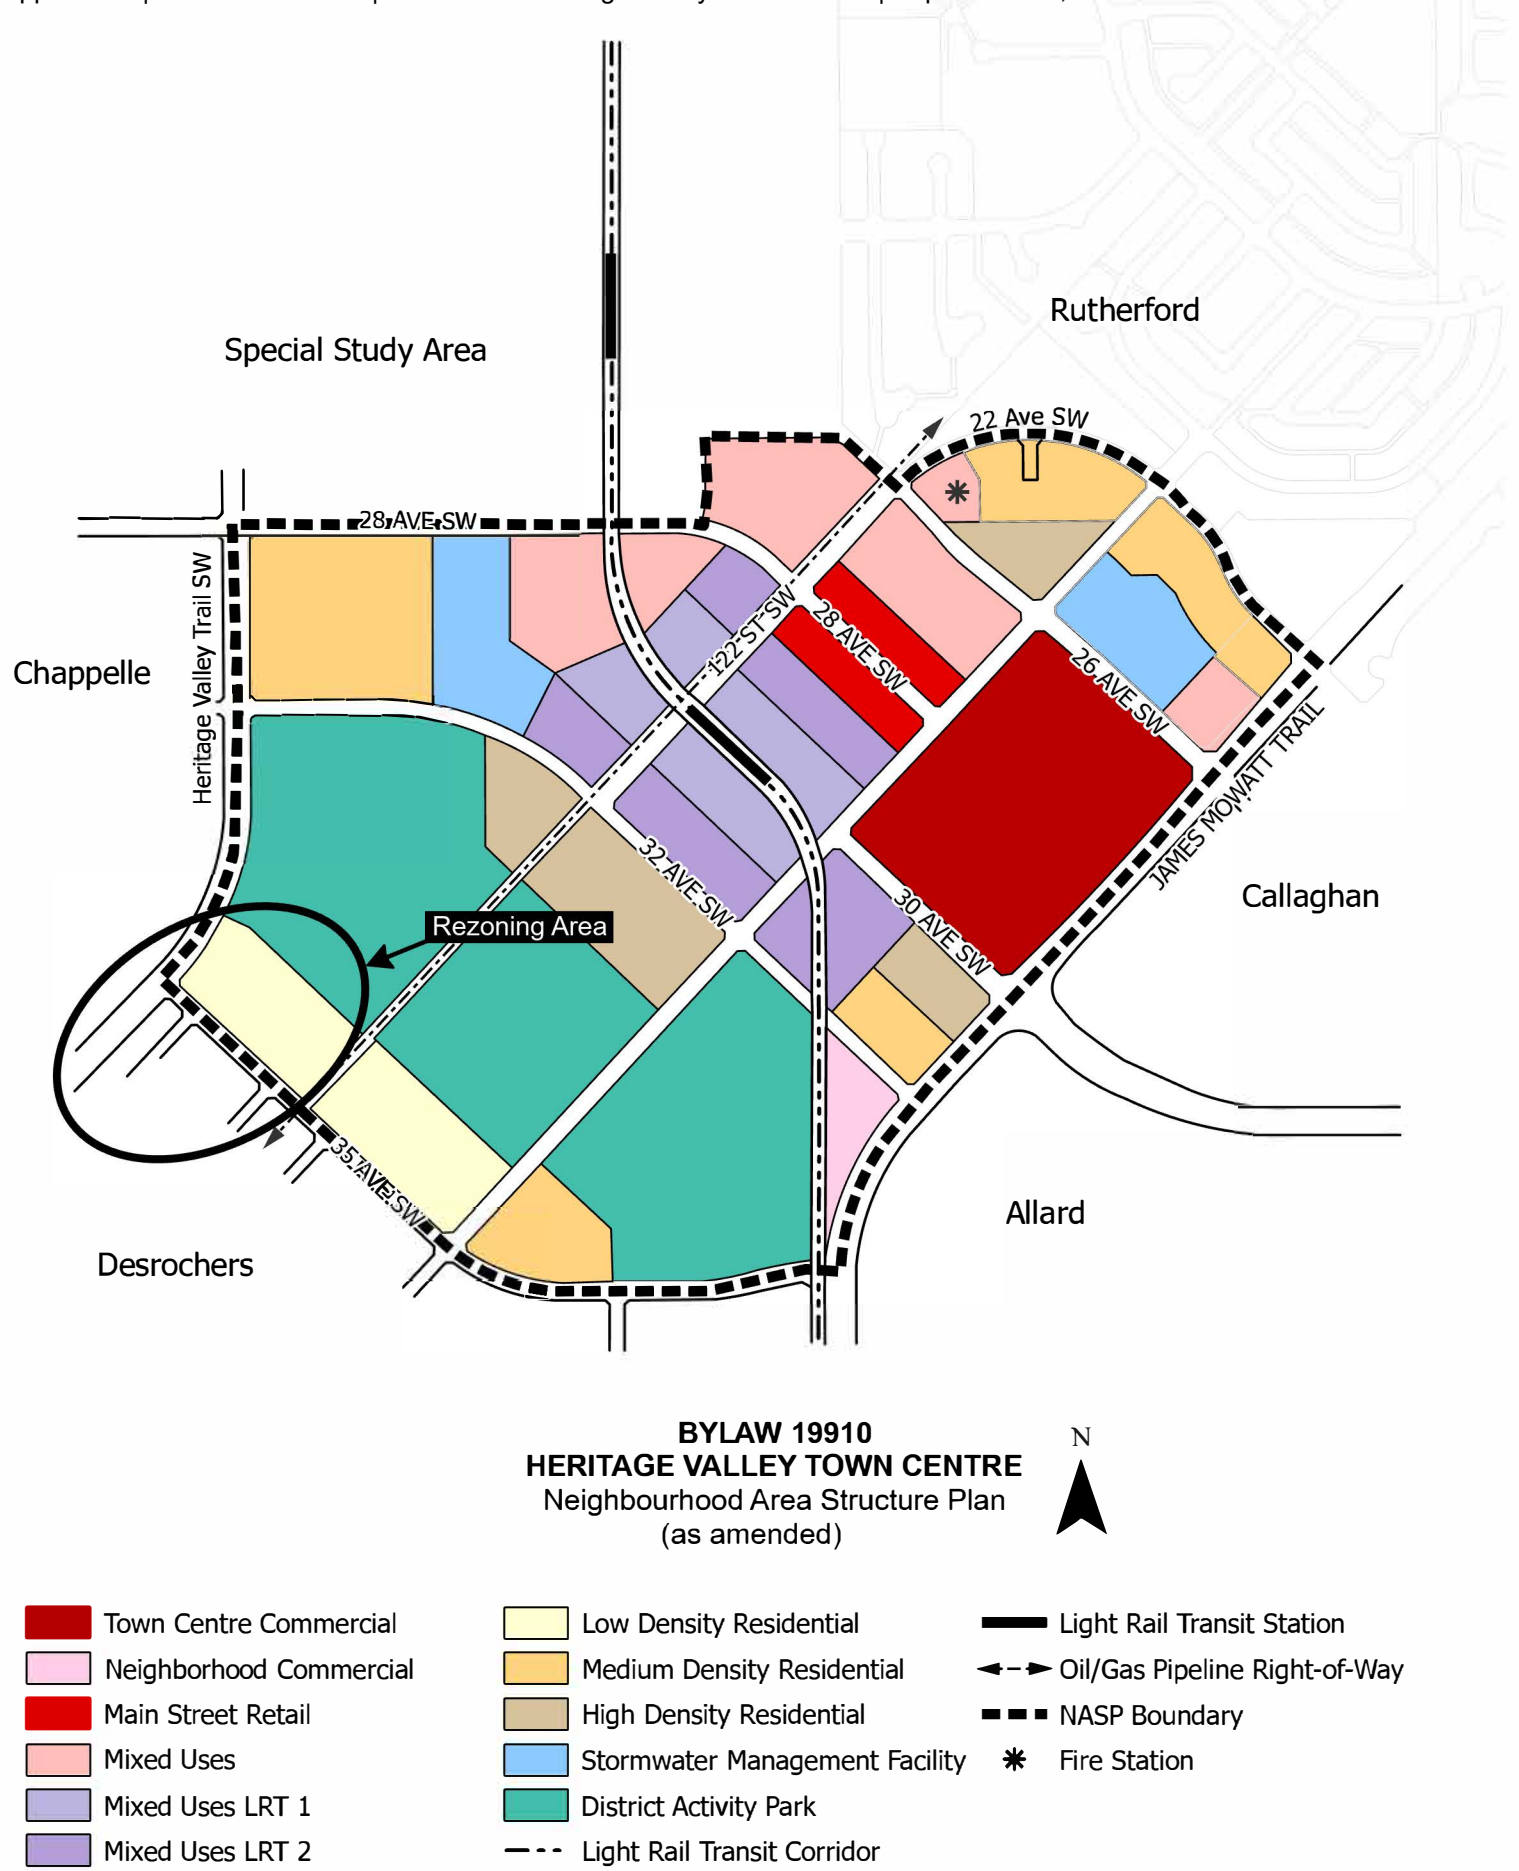 Rutherford
Special Study Area
22 Ave SW
28 AVE SW
Heritage Valley Trail SW
122 ST SW
28 AVE SW
Chappelle
26 AVE SW
JAMES MOWATT TRAIL
32 AVE SW
30 AVE SW
Callaghan
Rezoning Area
35 AVE SW
Allard
Desrochers
BYLAW 19910
HERITAGE VALLEY TOWN CENTRE
Neighbourhood Area Structure Plan
(as amended)
N
Town Centre Commercial
Neighborhood Commercial
Main Street Retail
Mixed Uses
Mixed Uses LRT 1
Mixed Uses LRT 2
Low Density Residential
Medium Density Residential
High Density Residential
Stormwater Management Facility
District Activity Park
Light Rail Transit Corridor
Light Rail Transit Station
Oil/Gas Pipeline Right-of-Way
NASP Boundary
Fire Station